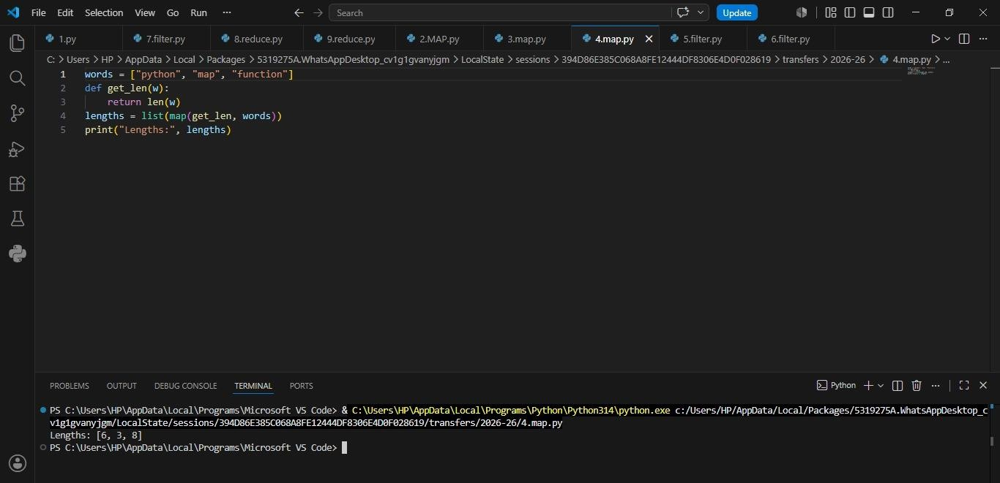 File Edit Selection View Go Run ··· Search Update
1.py 7.filter.py 8.reduce.py 9.reduce.py 2.MAP.py 3.map.py 4.map.py 5.filter.py 6.filter.py
C: > Users > HP > AppData > Local > Packages > 5319275A.WhatsAppDesktop_cv1g1gvanyjgm > LocalState > sessions > 394D86E385C068A8FE12444DF8306E4D0F028619 > transfers > 2026-26 > 4.map.py > ...
1 words = ["python", "map", "function"]
2 def get_len(w):
3     return len(w)
4 lengths = list(map(get_len, words))
5 print("Lengths:", lengths)
PROBLEMS OUTPUT DEBUG CONSOLE TERMINAL PORTS Python
PS C:\Users\HP\AppData\Local\Programs\Microsoft VS Code> & C:\Users\HP\AppData\Local\Programs\Python\Python314\python.exe c:/Users/HP/AppData/Local/Packages/5319275A.WhatsAppDesktop_c
v1g1gvanyjgm/LocalState/sessions/394D86E385C068A8FE12444DF8306E4D0F028619/transfers/2026-26/4.map.py
Lengths: [6, 3, 8]
PS C:\Users\HP\AppData\Local\Programs\Microsoft VS Code>